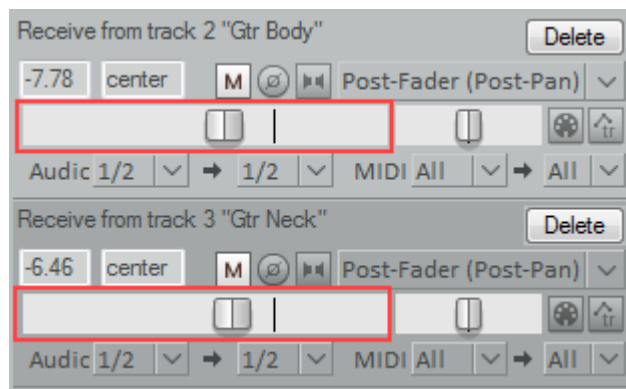 Receive from track 2 "Gtr Body" Delete
-7.78 center M ø Post-Fader (Post-Pan)
tr
Audic 1/2 → 1/2 MIDI All → All
Receive from track 3 "Gtr Neck" Delete
-6.46 center M ø Post-Fader (Post-Pan)
tr
Audic 1/2 → 1/2 MIDI All → All